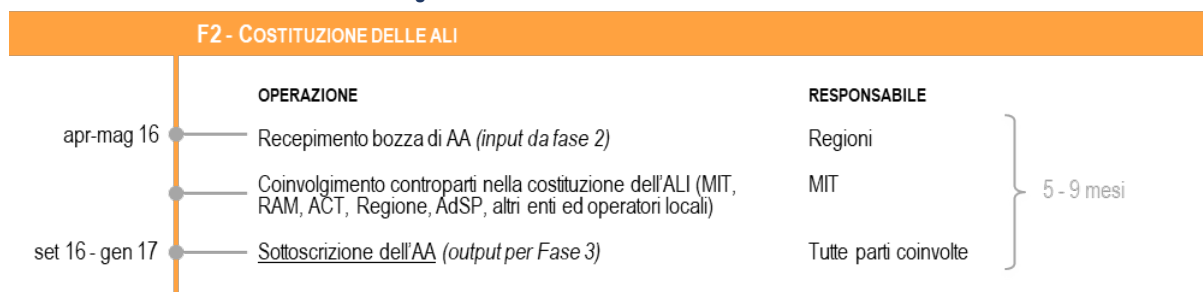 F2 - COSTITUZIONE DELLE ALI
OPERAZIONE RESPONSABILE
apr-mag 16 Recepimento bozza di AA (input da fase 2) Regioni
Coinvolgimento controparti nella costituzione dell'ALI (MIT, MIT
RAM, ACT, Regione, AdSP, altri enti ed operatori locali)
5 - 9 mesi
set 16 - gen 17 Sottoscrizione dell'AA (output per Fase 3) Tutte parti coinvolte